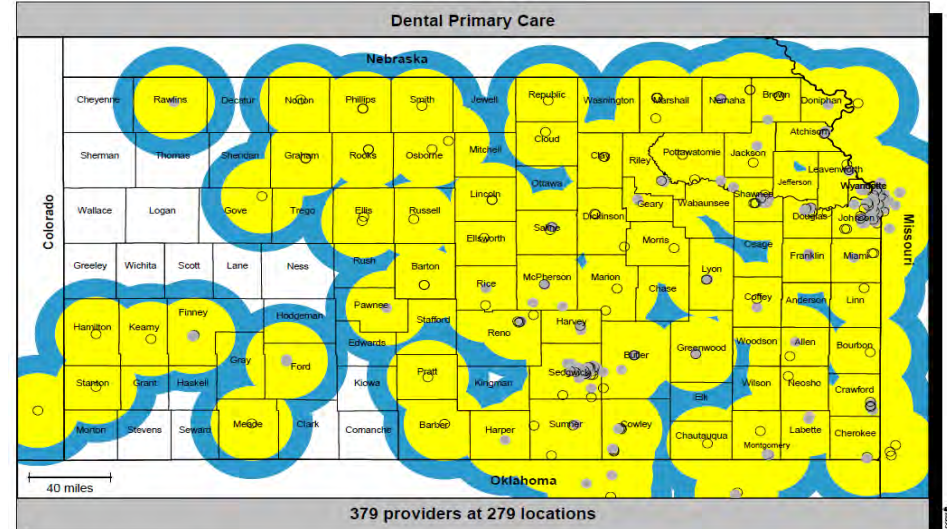 Dental Primary Care
Nebraska
Cheyenne Rawlins Decatur Norton Phillips Smith Jewell Republic Washington Marshall Nemaha Brown Doniphan
Atchison
Sherman Thomas Sheridan Graham Rooks Osborne Mitchell Cloud Clay Riley Pottawatomie Jackson
Leavenworth
Jefferson Wyandotte
Ottawa
Wallace Logan Gove Trego Ellis Russell Lincoln Saline Dickinson Geary Wabaunsee Shawnee Douglas Johnson
Colorado
Missouri
Ellsworth Morris Osage
Greeley Wichita Scott Lane Ness Rush Barton Franklin Miami
Rice McPherson Marion Chase Lyon
Hamilton Kearny Finney Hodgeman Pawnee Stafford Coffey Anderson Linn
Reno Harvey
Gray Ford Edwards Butler Greenwood Woodson Allen Bourbon
Stanton Grant Haskell Kiowa Pratt Kingman Sedgwick Elk Wilson Neosho Crawford
Morton Stevens Seward Meade Clark Comanche Barber Harper Sumner Cowley Chautauqua Montgomery Labette Cherokee
Oklahoma
40 miles
379 providers at 279 locations